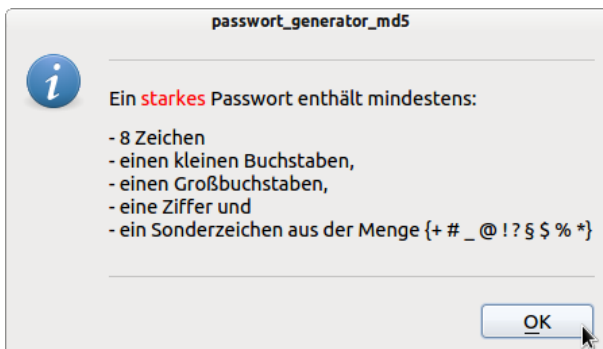 passwort_generator_md5
Ein starkes Passwort enthält mindestens:
- 8 Zeichen
- einen kleinen Buchstaben,
- einen Großbuchstaben,
- eine Ziffer und
- ein Sonderzeichen aus der Menge {+ # _ @ ! ? § $ % *}
OK